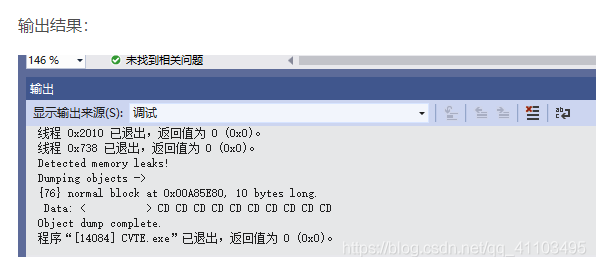 输出结果：
146 %
未找到相关问题
输出
显示输出来源(S): 调试
线程 0x2010 已退出，返回值为 0 (0x0)。
线程 0x738 已退出，返回值为 0 (0x0)。
Detected memory leaks!
Dumping objects ->
{76} normal block at 0x00A85E80, 10 bytes long.
Data: <          > CD CD CD CD CD CD CD CD CD CD
Object dump complete.
程序“[14084] CVTE.exe”已退出，返回值为 0 (0x0)。
https://blog.csdn.net/qq_41103495